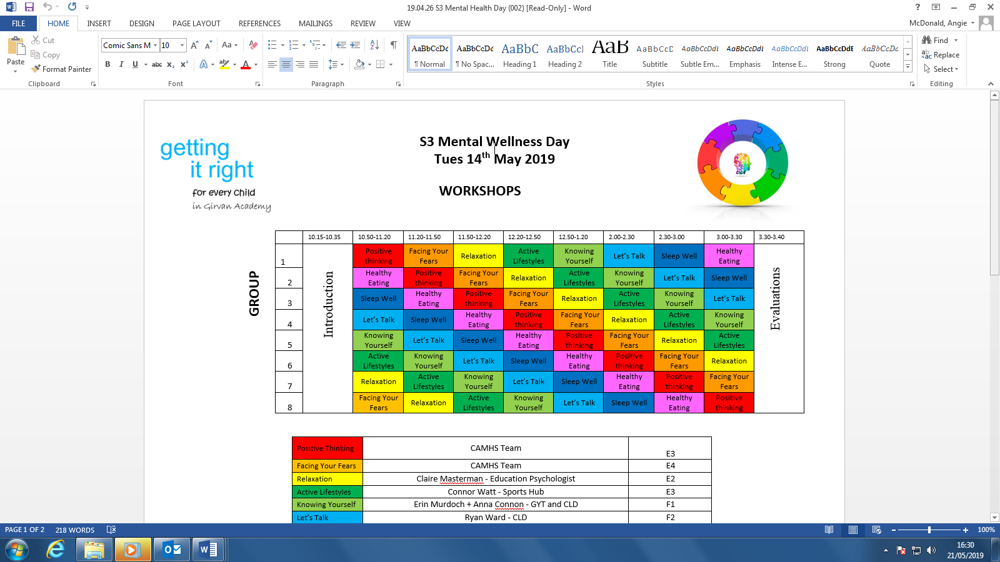 19.04.26 S3 Mental Health Day (002) [Read-Only] - Word
FILE HOME INSERT DESIGN PAGE LAYOUT REFERENCES MAILINGS REVIEW VIEW McDonald, Angie
Paste Cut Copy Format Painter
Comic Sans M 10
AaBbCcDc AaBbCcDc AaBbC AaBbCcI AaB AaBbCcD AaBbCcDdI AaBbCcDdI AaBbCcDdI AaBbCcDdE AaBbCcDc
¶ Normal ¶ No Spac... Heading 1 Heading 2 Title Subtitle Subtle Em... Emphasis Intense E... Strong Quote
Find Replace Select
Clipboard Font Paragraph Styles Editing
getting
it right
for every child
in Girvan Academy
S3 Mental Wellness Day
Tues 14th May 2019
WORKSHOPS
GROUP
10.15-10.35 10.50-11.20 11.20-11.50 11.50-12.20 12.20-12.50 12.50-1.20 2.00-2.30 2.30-3.00 3.00-3.30 3.30-3.40
Introduction
Evaluations
1 Positive thinking Facing Your Fears Relaxation Active Lifestyles Knowing Yourself Let's Talk Sleep Well Healthy Eating
2 Healthy Eating Positive thinking Facing Your Fears Relaxation Active Lifestyles Knowing Yourself Let's Talk Sleep Well
3 Sleep Well Healthy Eating Positive thinking Facing Your Fears Relaxation Active Lifestyles Knowing Yourself Let's Talk
4 Let's Talk Sleep Well Healthy Eating Positive thinking Facing Your Fears Relaxation Active Lifestyles Knowing Yourself
5 Knowing Yourself Let's Talk Sleep Well Healthy Eating Positive thinking Facing Your Fears Relaxation Active Lifestyles
6 Active Lifestyles Knowing Yourself Let's Talk Sleep Well Healthy Eating Positive thinking Facing Your Fears Relaxation
7 Relaxation Active Lifestyles Knowing Yourself Let's Talk Sleep Well Healthy Eating Positive thinking Facing Your Fears
8 Facing Your Fears Relaxation Active Lifestyles Knowing Yourself Let's Talk Sleep Well Healthy Eating Positive thinking
Positive Thinking CAMHS Team E3
Facing Your Fears CAMHS Team E4
Relaxation Claire Masterman - Education Psychologist E2
Active Lifestyles Connor Watt - Sports Hub E3
Knowing Yourself Erin Murdoch + Anna Connon - GYT and CLD F1
Let's Talk Ryan Ward - CLD F2
PAGE 1 OF 2 218 WORDS 100%
16:30
21/05/2019